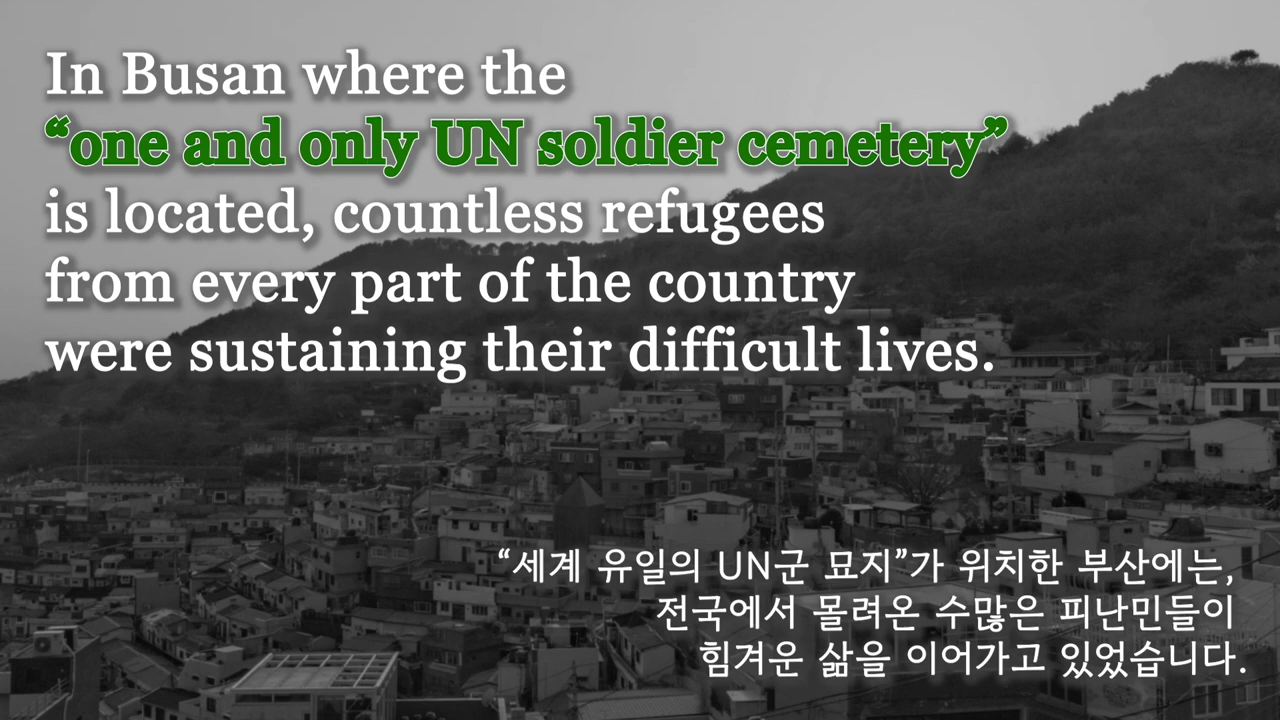 In Busan where the
“one and only UN soldier cemetery”
is located, countless refugees
from every part of the country
were sustaining their difficult lives.
“세계 유일의 UN군 묘지”가 위치한 부산에는,
전국에서 몰려온 수많은 피난민들이
힘겨운 삶을 이어가고 있었습니다.